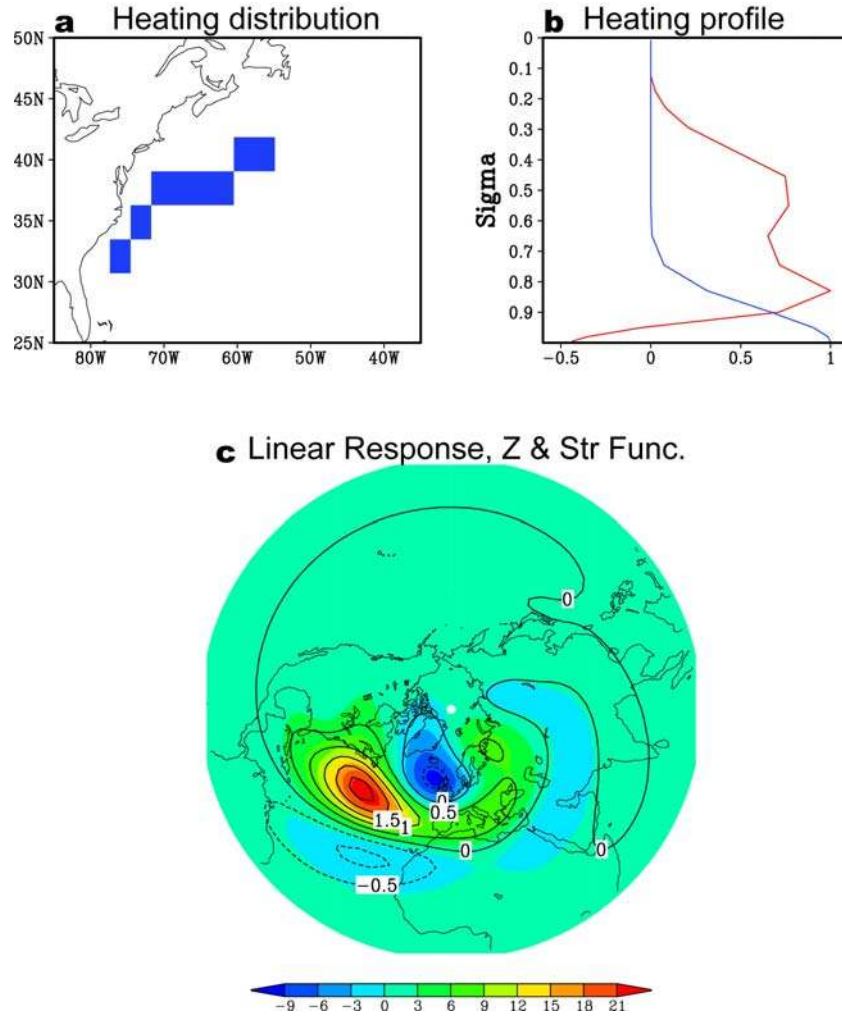 a Heating distribution
50N
45N
40N
35N
30N
25N
80W 70W 60W 50W 40W
b Heating profile
Sigma
0
0.1
0.2
0.3
0.4
0.5
0.6
0.7
0.8
0.9
−0.5 0 0.5 1
c Linear Response, Z & Str Func.
0
0
0.5
1.5 1
0
0
−0.5
−9 −6 −3 0 3 6 9 12 15 18 21